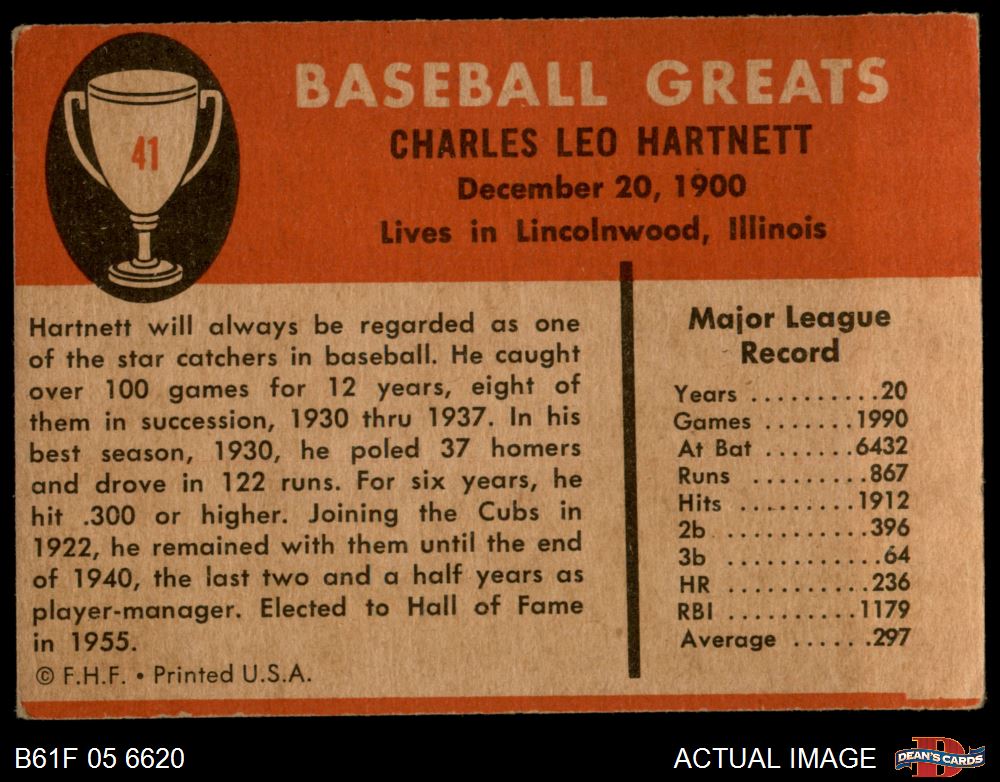 41
BASEBALL GREATS
CHARLES LEO HARTNETT
December 20, 1900
Lives in Lincolnwood, Illinois
Hartnett will always be regarded as one
of the star catchers in baseball. He caught
over 100 games for 12 years, eight of
them in succession, 1930 thru 1937. In his
best season, 1930, he poled 37 homers
and drove in 122 runs. For six years, he
hit .300 or higher. Joining the Cubs in
1922, he remained with them until the end
of 1940, the last two and a half years as
player-manager. Elected to Hall of Fame
in 1955.
© F.H.F. • Printed U.S.A.
Major League
Record
Years ..........20
Games .......1990
At Bat .......6432
Runs .........867
Hits .........1912
2b ............396
3b ............64
HR ...........236
RBI ..........1179
Average .......297
B61F 05 6620
ACTUAL IMAGE
D
DEAN'S CARDS